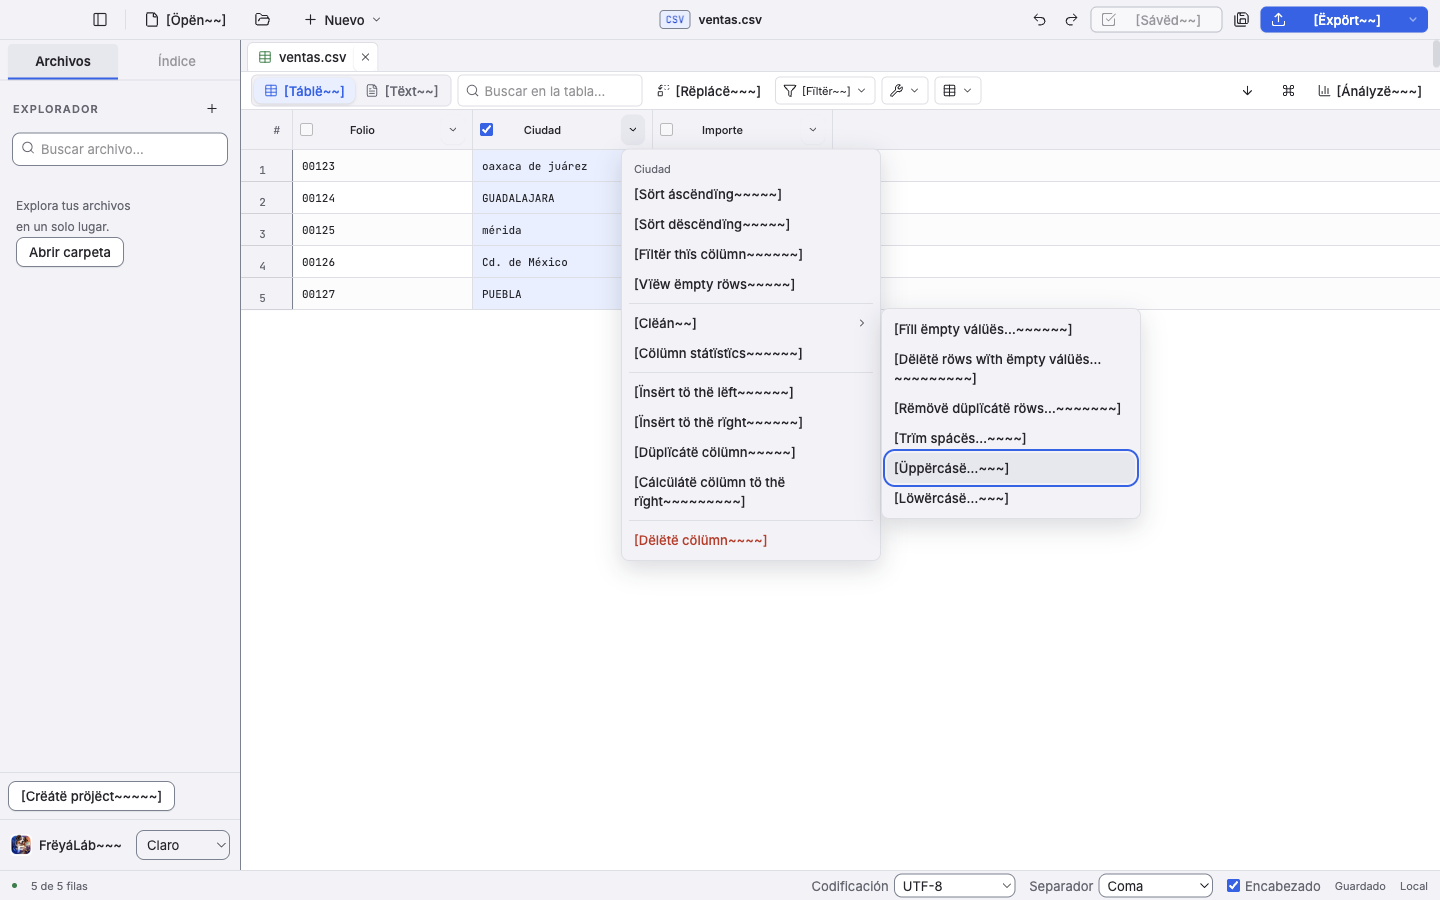 [Öpën~~]
Nuevo
CSV ventas.csv
[Sávëd~~]
[Ëxpört~~]
Archivos
Índice
ventas.csv
EXPLORADOR
Buscar archivo...
Explora tus archivos
en un solo lugar.
Abrir carpeta
[Táblë~~]
[Tëxt~~]
Buscar en la tabla...
[Rëplácë~~~]
[Fïltër~~]
[Ánályzë~~~]
# Folio Ciudad Importe
1 00123 oaxaca de juárez
2 00124 GUADALAJARA
3 00125 mérida
4 00126 Cd. de México
5 00127 PUEBLA
Ciudad
[Sört áscëndïng~~~~~]
[Sört dëscëndïng~~~~~]
[Fïltër thïs cölümn~~~~~~]
[Vïëw ëmpty röws~~~~~]
[Clëán~~]
[Cölümn státïstïcs~~~~~~]
[Ïnsërt tö thë lëft~~~~~~]
[Ïnsërt tö thë rïght~~~~~~]
[Düplïcátë cölümn~~~~~]
[Cálcülátë cölümn tö thë
rïght~~~~~~~~~]
[Dëlëtë cölümn~~~~]
[Fïll ëmpty válüës...~~~~~~]
[Dëlëtë röws wïth ëmpty válüës...
~~~~~~~~~]
[Rëmövë düplïcátë röws...~~~~~~~]
[Trïm spácës...~~~~]
[Üppërcásë...~~~]
[Löwërcásë...~~~]
[Crëátë pröjëct~~~~~]
FrëyáLáb~~~
Claro
5 de 5 filas
Codificación UTF-8
Separador Coma
Encabezado
Guardado
Local